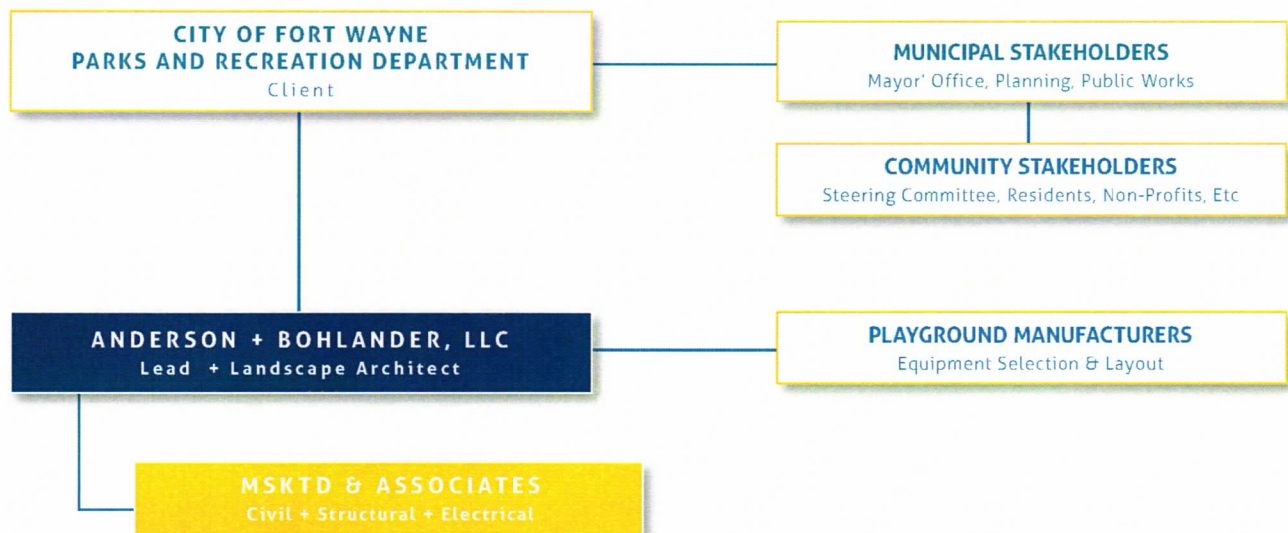 CITY OF FORT WAYNE
PARKS AND RECREATION DEPARTMENT
Client
MUNICIPAL STAKEHOLDERS
Mayor' Office, Planning, Public Works
COMMUNITY STAKEHOLDERS
Steering Committee, Residents, Non-Profits, Etc
ANDERSON + BOHLANDER, LLC
Lead + Landscape Architect
PLAYGROUND MANUFACTURERS
Equipment Selection & Layout
MSKTD & ASSOCIATES
Civil + Structural + Electrical